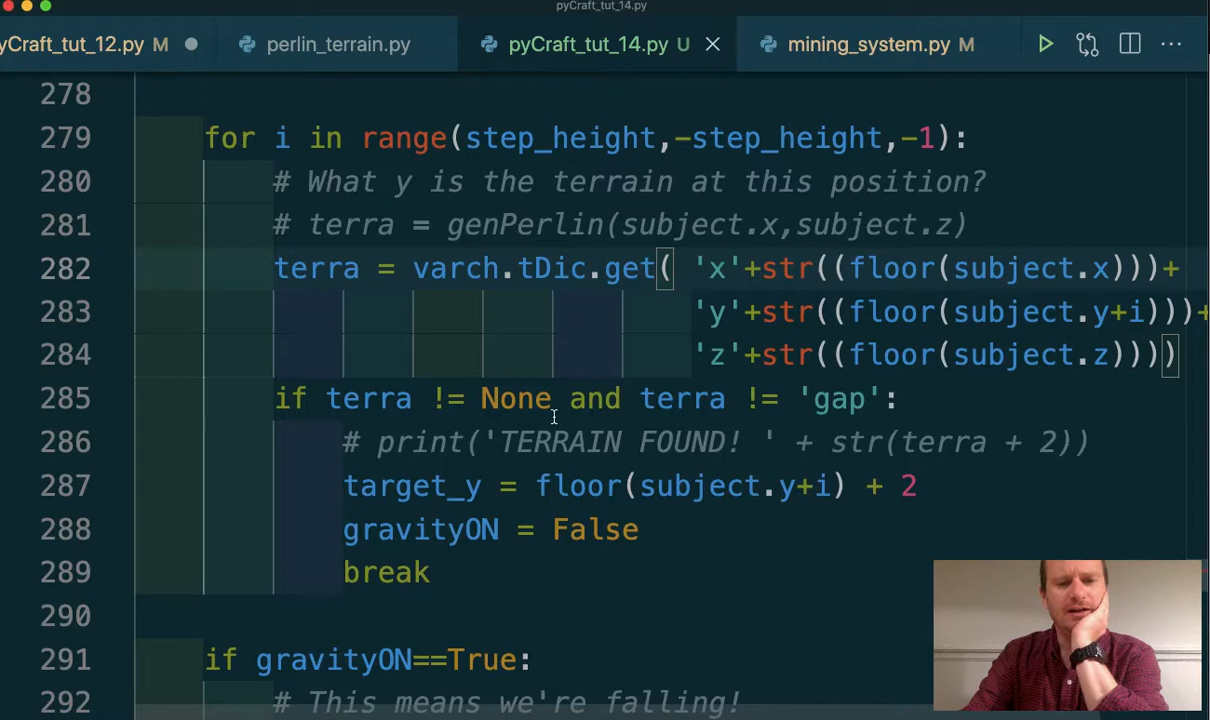 pyCraft_tut_14.py
yCraft_tut_12.py M
perlin_terrain.py
pyCraft_tut_14.py U
mining_system.py M
278
279 for i in range(step_height,-step_height,-1):
280 # What y is the terrain at this position?
281 # terra = genPerlin(subject.x,subject.z)
282 terra = varch.tDic.get( 'x'+str((floor(subject.x)))+
283 'y'+str((floor(subject.y+i)))+
284 'z'+str((floor(subject.z))))
285 if terra != None and terra != 'gap':
286 # print('TERRAIN FOUND! ' + str(terra + 2))
287 target_y = floor(subject.y+i) + 2
288 gravityON = False
289 break
290
291 if gravityON==True:
292 # This means we're falling!